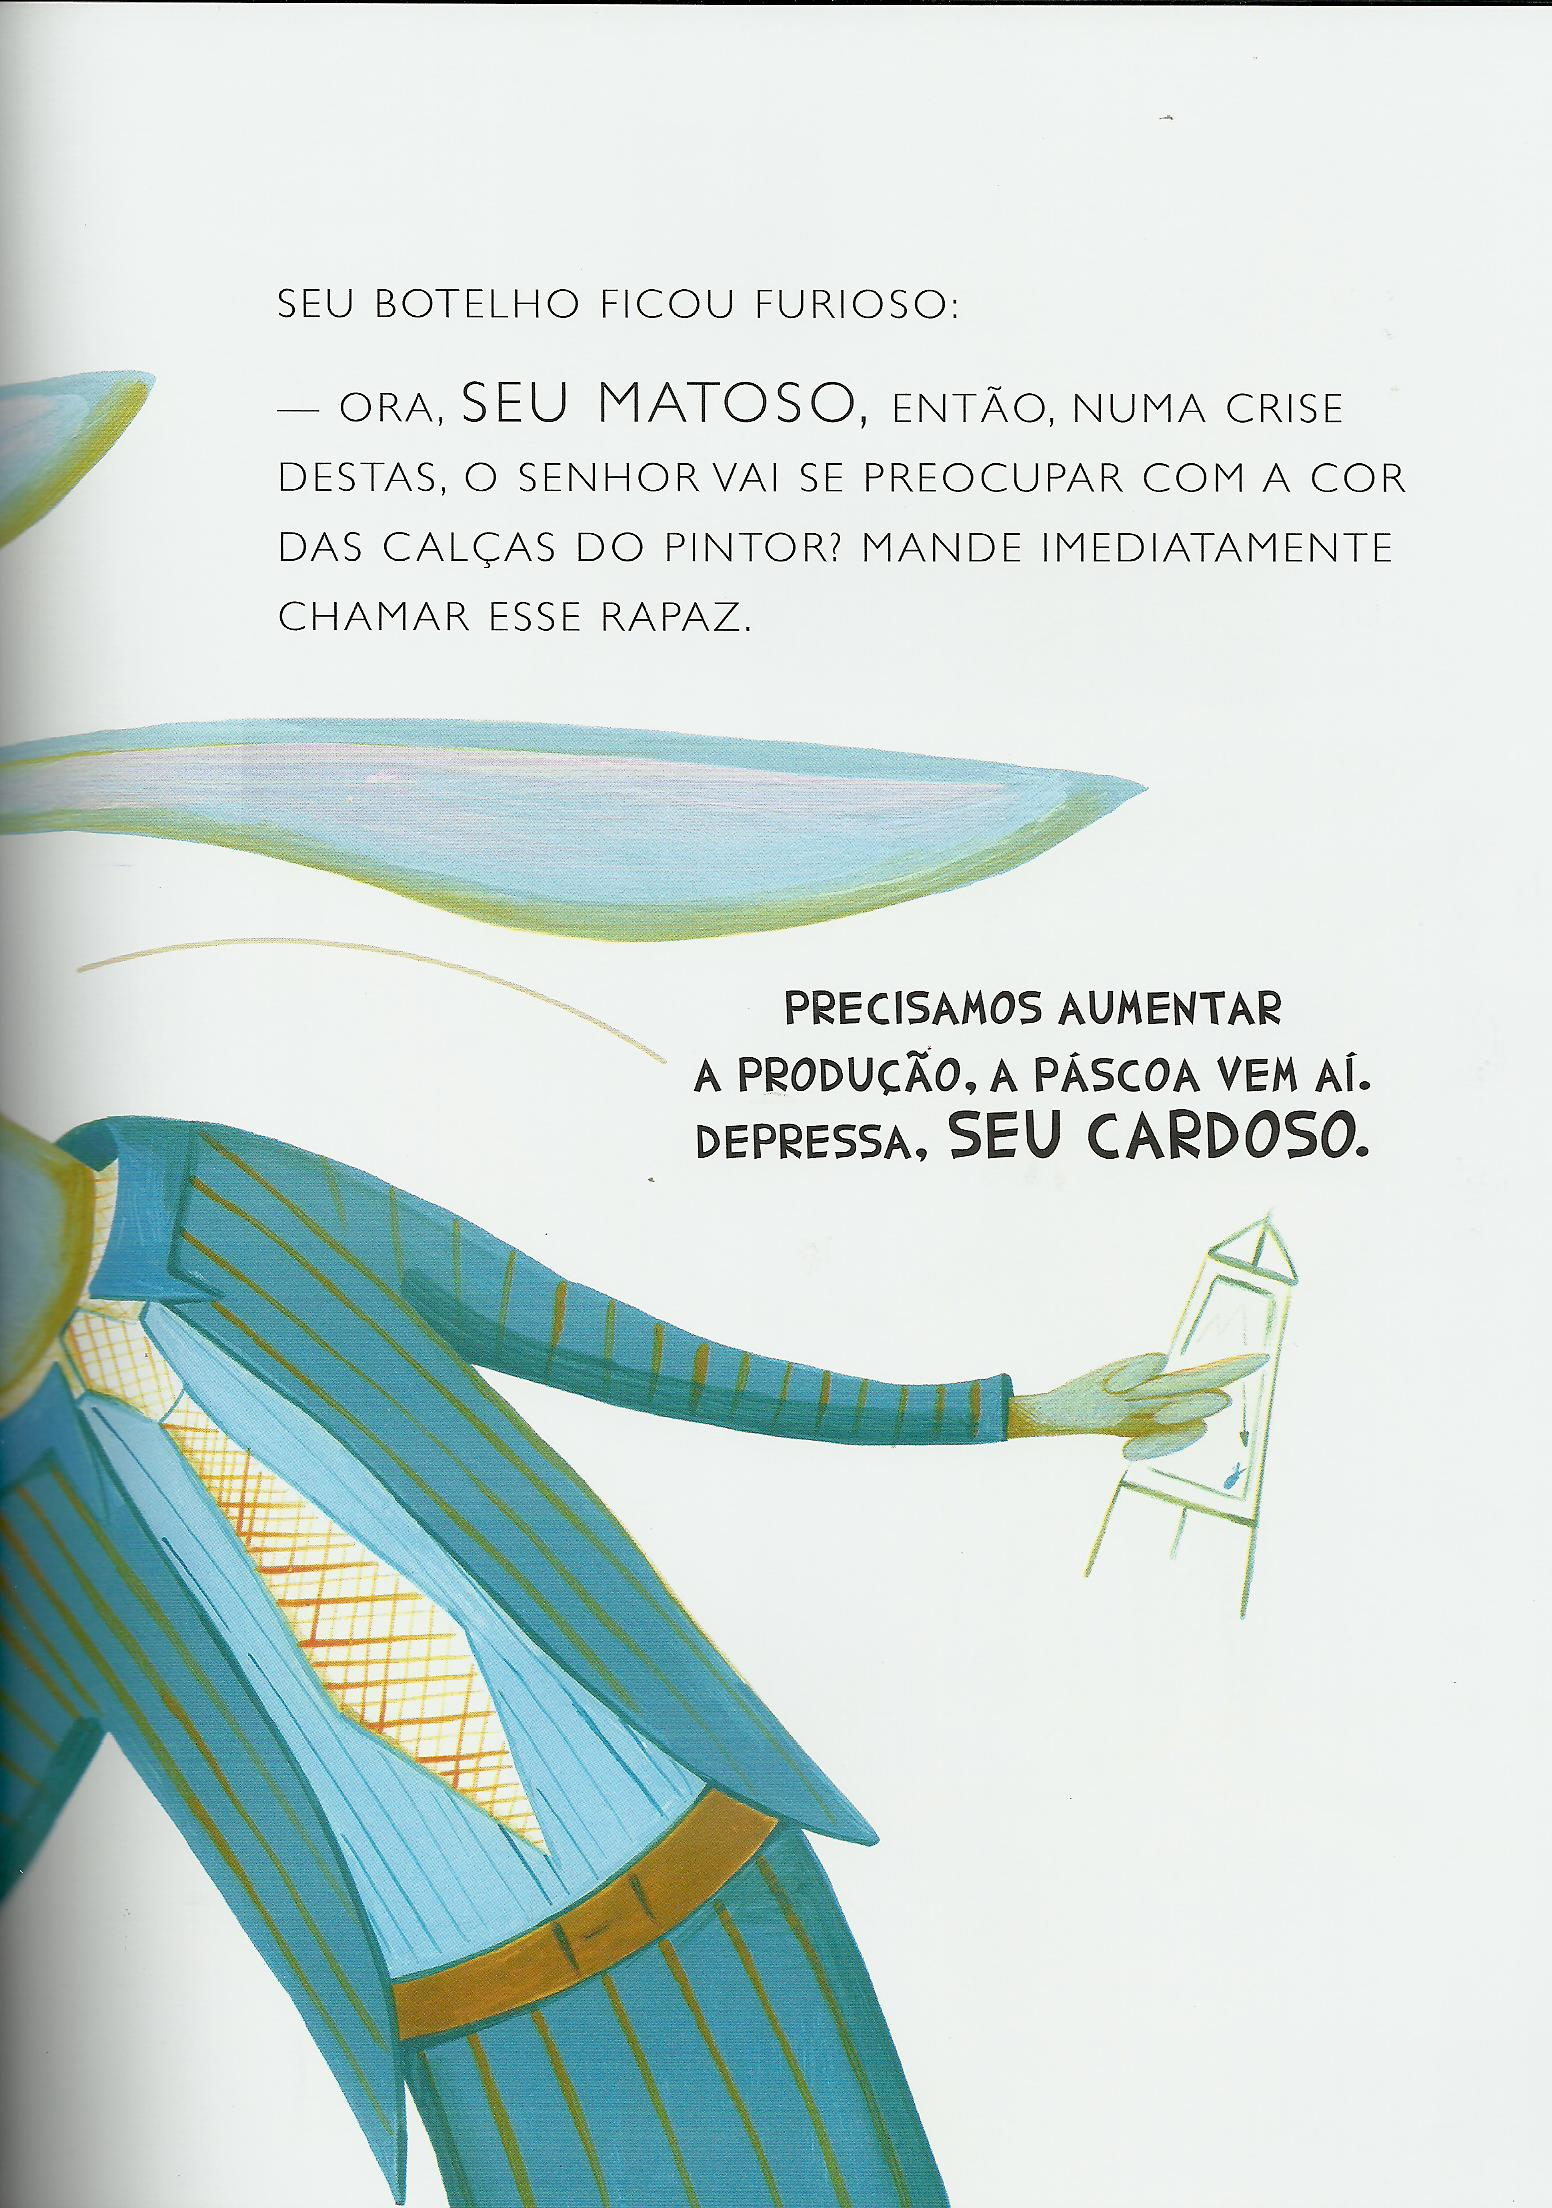 SEU BOTELHO FICOU FURIOSO:
— ORA, SEU MATOSO, ENTÃO, NUMA CRISE
DESTAS, O SENHOR VAI SE PREOCUPAR COM A COR
DAS CALÇAS DO PINTOR? MANDE IMEDIATAMENTE
CHAMAR ESSE RAPAZ.
PRECISAMOS AUMENTAR
A PRODUÇÃO, A PÁSCOA VEM AÍ.
DEPRESSA, SEU CARDOSO.